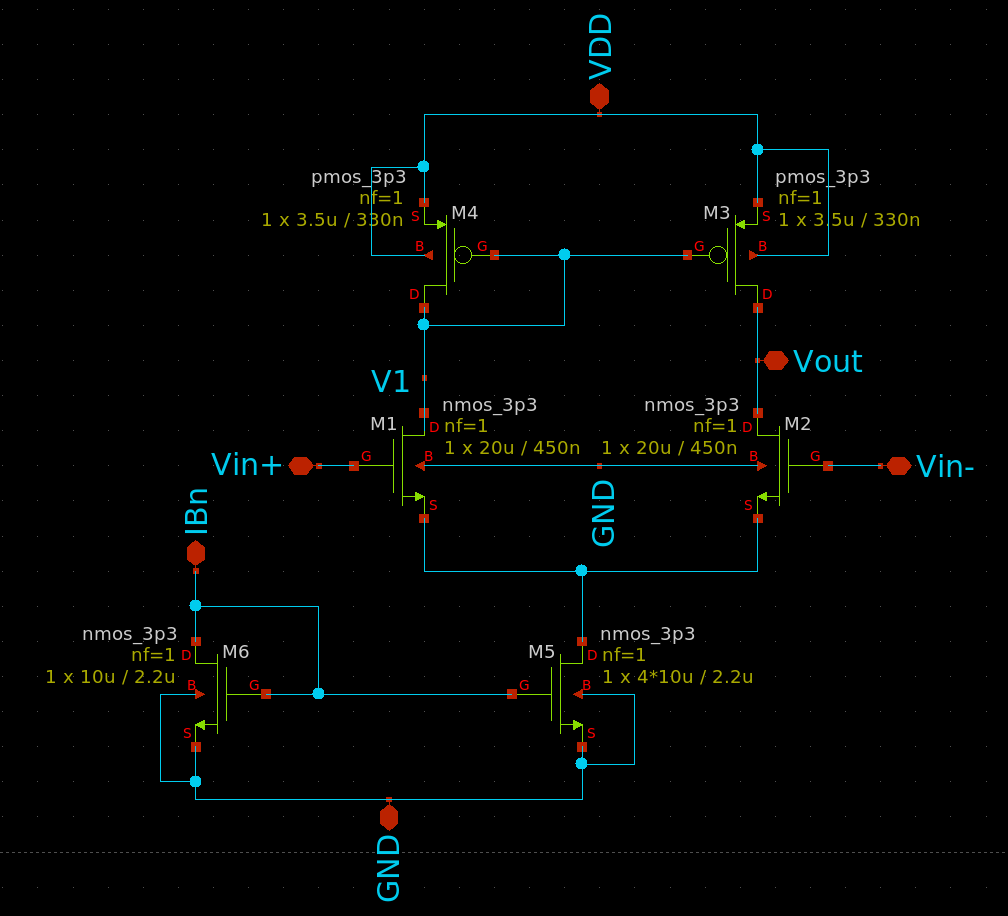 VDD
pmos_3p3
nf=1
1 x 3.5u / 330n
S
M4
B
G
D
pmos_3p3
nf=1
1 x 3.5u / 330n
M3
S
G
B
D
Vout
V1
nmos_3p3
nf=1
1 x 20u / 450n
M1
D
G
B
S
Vin+
nmos_3p3
nf=1
1 x 20u / 450n
M2
D
B
G
S
Vin-
GND
IBn
nmos_3p3
nf=1
1 x 10u / 2.2u
M6
D
B
G
S
nmos_3p3
nf=1
1 x 4*10u / 2.2u
M5
D
G
B
S
GND